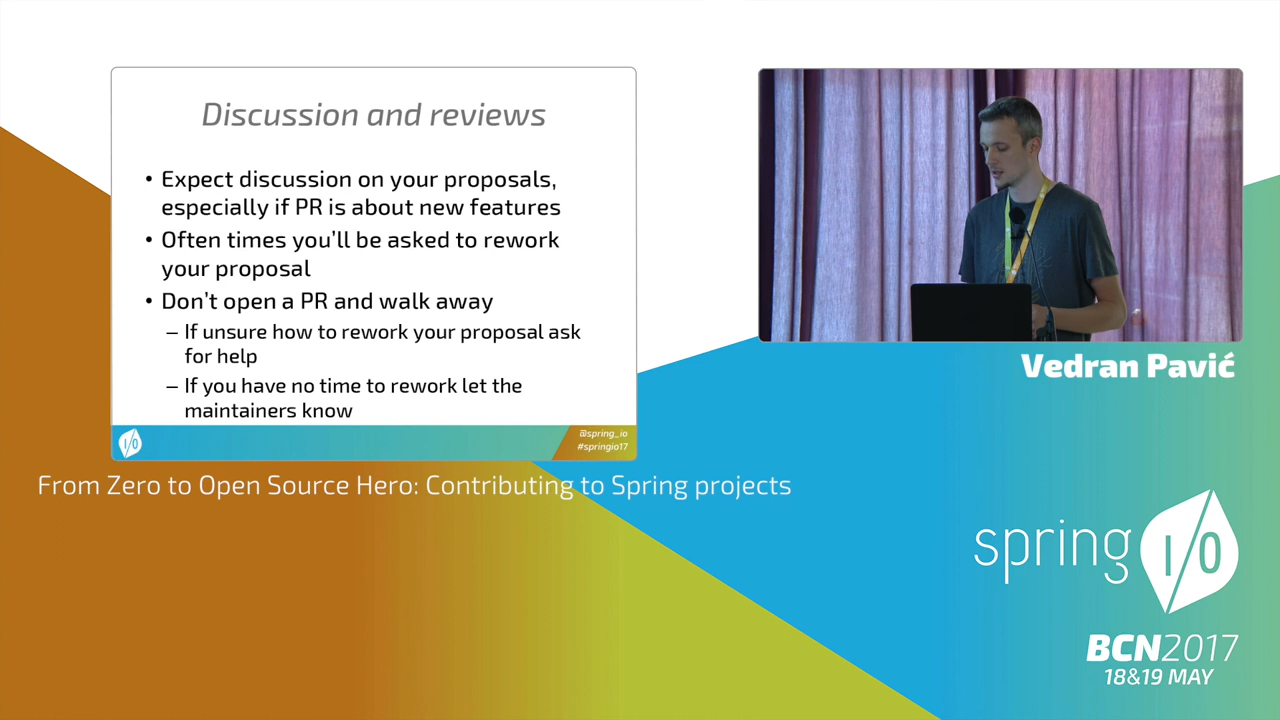 Discussion and reviews
• Expect discussion on your proposals,
especially if PR is about new features
• Often times you’ll be asked to rework
your proposal
• Don’t open a PR and walk away
– If unsure how to rework your proposal ask
for help
– If you have no time to rework let the
maintainers know
I/O
@spring_io
#springio17
Vedran Pavić
From Zero to Open Source Hero: Contributing to Spring projects
spring I/O
BCN2017
18&19 MAY